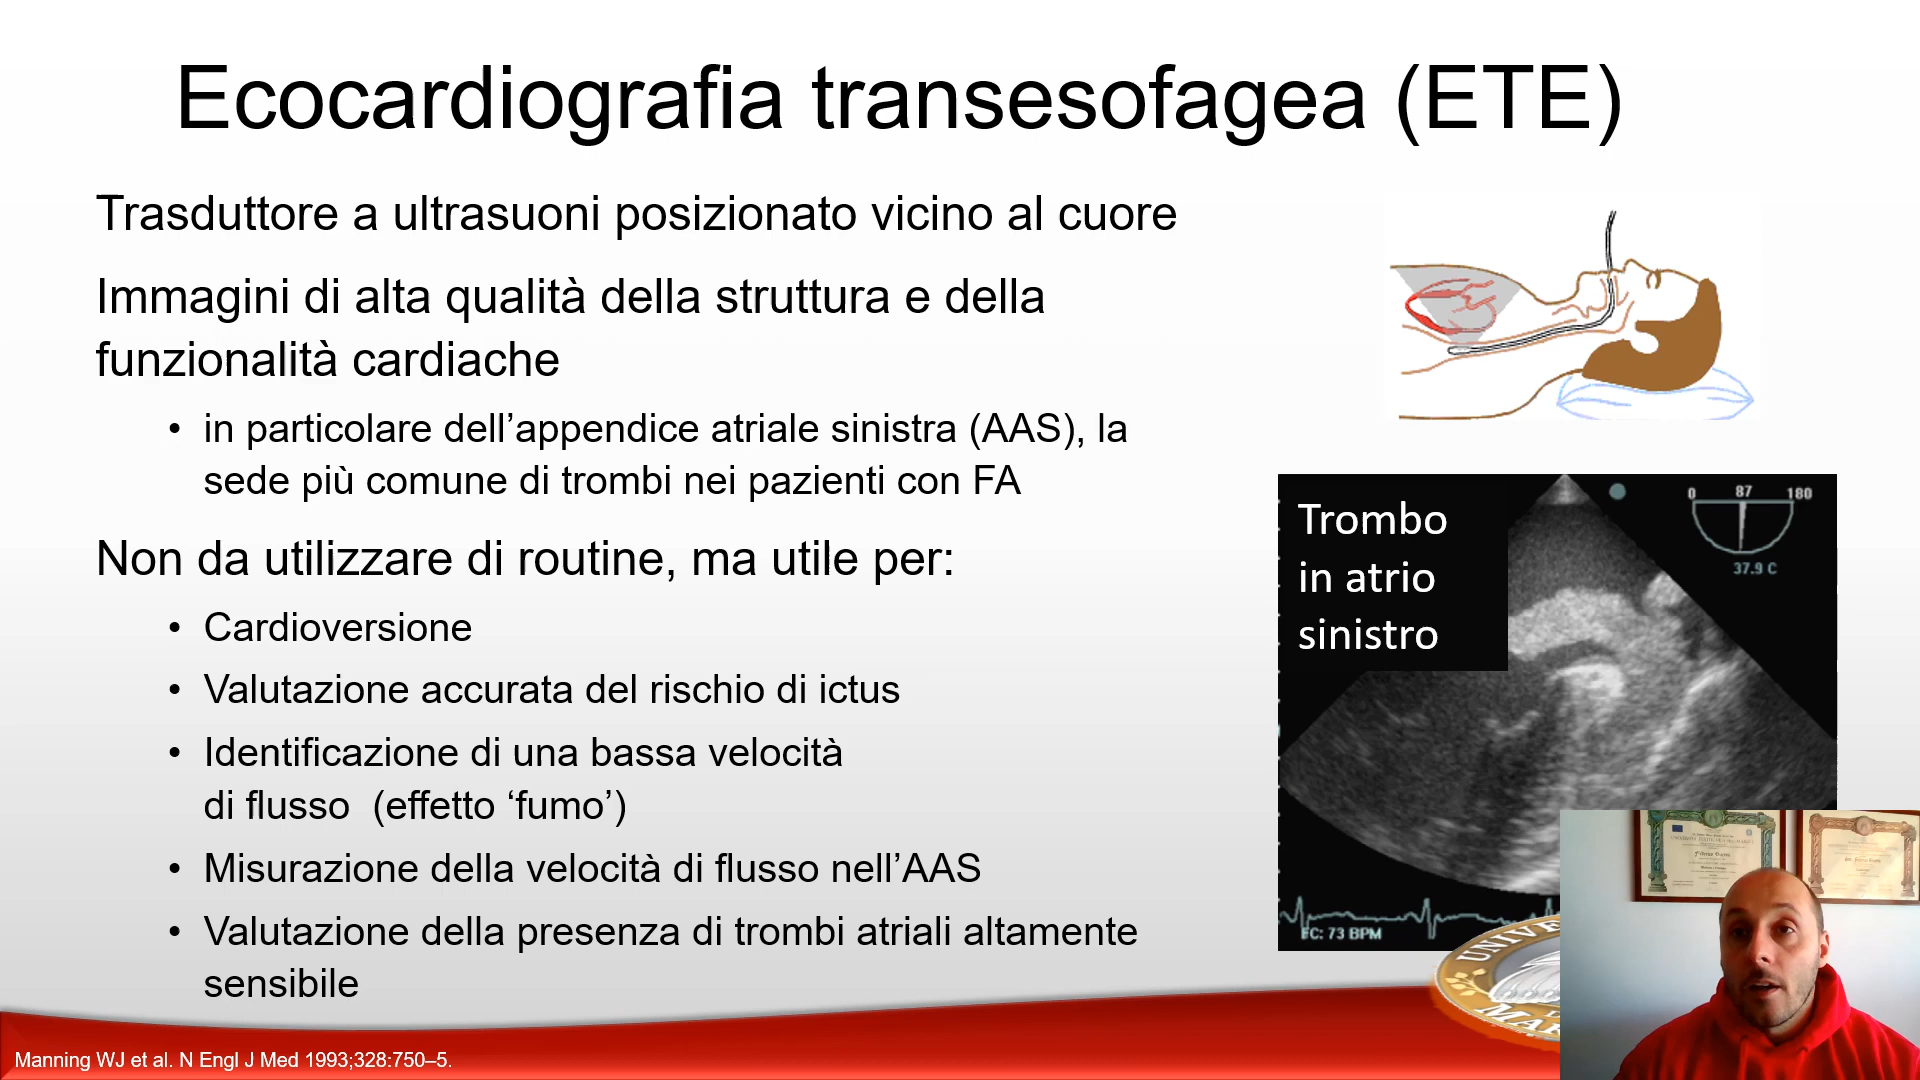 Ecocardiografia transesofagea (ETE)
Trasduttore a ultrasuoni posizionato vicino al cuore
Immagini di alta qualità della struttura e della
funzionalità cardiache
• in particolare dell’appendice atriale sinistra (AAS), la
sede più comune di trombi nei pazienti con FA
Non da utilizzare di routine, ma utile per:
• Cardioversione
• Valutazione accurata del rischio di ictus
• Identificazione di una bassa velocità
di flusso (effetto ‘fumo’)
• Misurazione della velocità di flusso nell’AAS
• Valutazione della presenza di trombi atriali altamente
sensibile
Manning WJ et al. N Engl J Med 1993;328:750–5.
Trombo
in atrio
sinistro
0 87 180
37.9 C
FC: 73 BPM